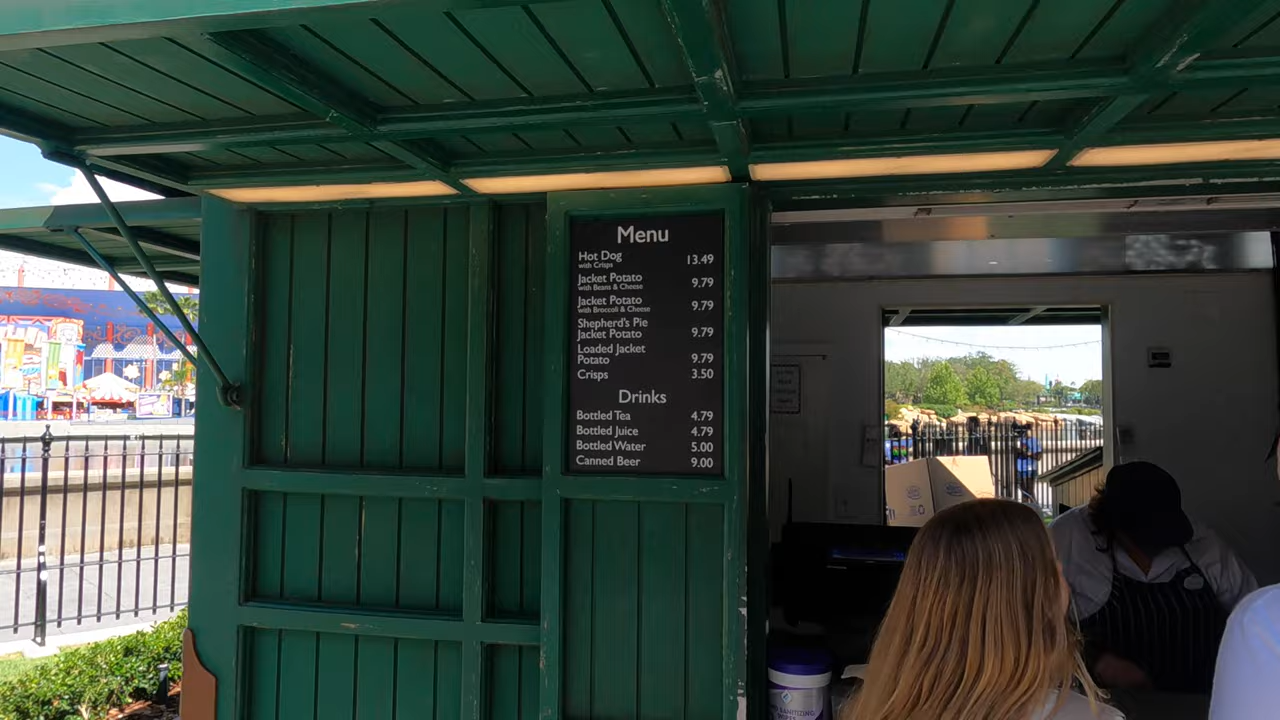 Menu
Hot Dog 13.49
with Crisps
Jacket Potato 9.79
with Beans & Cheese
Jacket Potato 9.79
with Broccoli & Cheese
Shepherd's Pie
Jacket Potato 9.79
Loaded Jacket
Potato 9.79
Crisps 3.50
Drinks
Bottled Tea 4.79
Bottled Juice 4.79
Bottled Water 5.00
Canned Beer 9.00